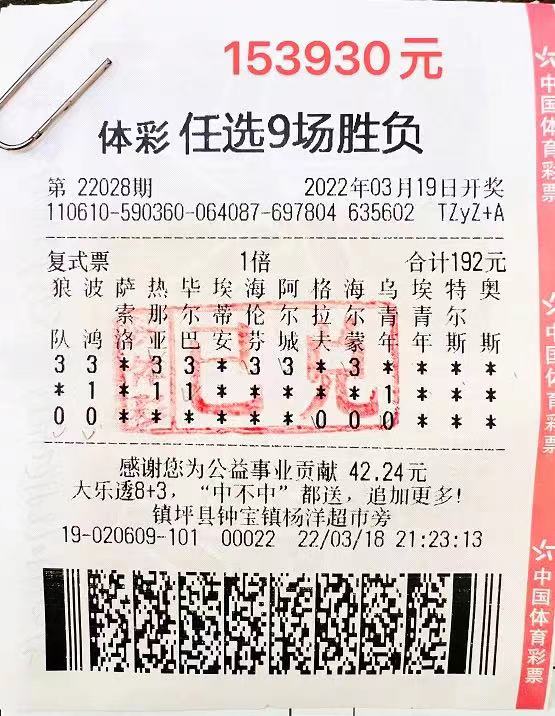 153930元
体彩 任选9场胜负
第 22028期 2022年03月19日开奖
110610-590360-064087-697804 635602 TZyZ+A
复式票 1倍 合计192元
狼 波 萨 热 毕 埃 海 阿 格 海 乌 埃 特 奥
索 那 尔 蒂 伦 尔 拉 尔 青 青 尔
队 鸿 洛 亚 巴 安 芬 城 夫 蒙 年 年 斯 斯
3 3 * 3 3 * 3 3 * 3 * * * *
* 1 * 1 1 * * * * * 1 * * *
0 0 * * * * * * 0 0 0 * * *
已兑
感谢您为公益事业贡献 42.24元
大乐透8+3，“中不中”都送，追加更多!
镇坪县钟宝镇杨洋超市旁
19-020609-101 00022 22/03/18 21:23:13
中国体育彩票
中国体育彩票
中国体育彩票